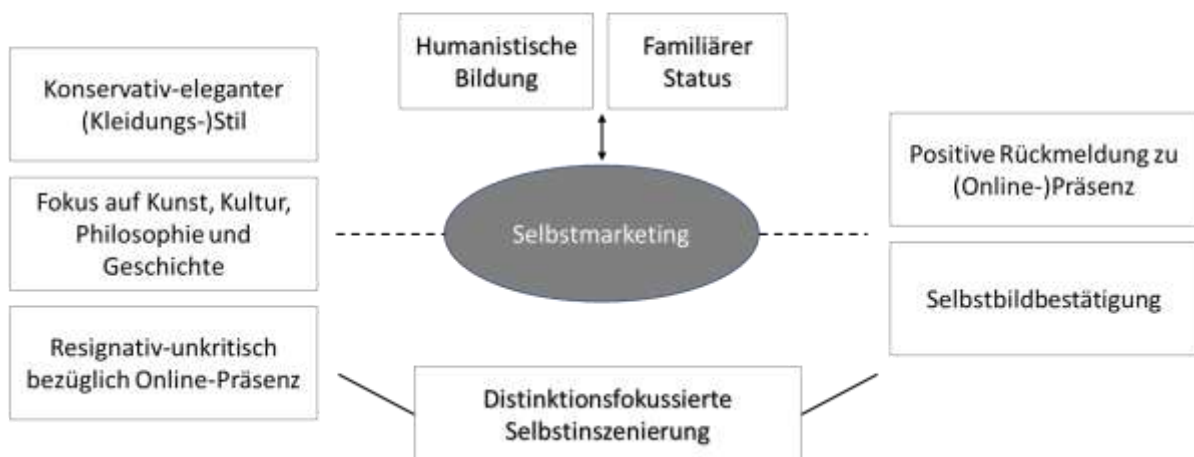 Humanistische
Bildung
Familiärer
Status
Konservativ-eleganter
(Kleidungs-)Stil
Fokus auf Kunst, Kultur,
Philosophie und
Geschichte
Resignativ-unkritisch
bezüglich Online-Präsenz
Selbstmarketing
Positive Rückmeldung zu
(Online-)Präsenz
Selbstbildbestätigung
Distinktionsfokussierte
Selbstinszenierung